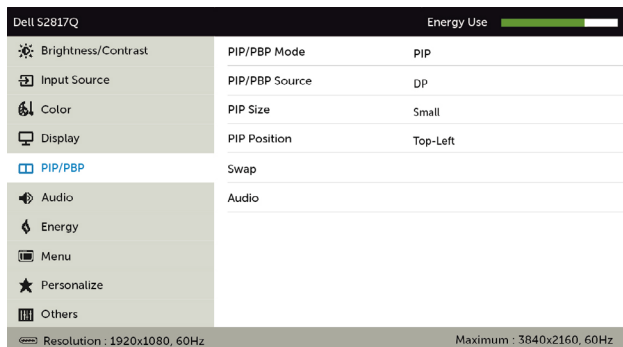 Dell S2817Q Energy Use
Brightness/Contrast PIP/PBP Mode PIP
Input Source PIP/PBP Source DP
Color PIP Size Small
Display PIP Position Top-Left
PIP/PBP Swap
Audio Audio
Energy
Menu
Personalize
Others
Resolution : 1920x1080, 60Hz Maximum : 3840x2160, 60Hz